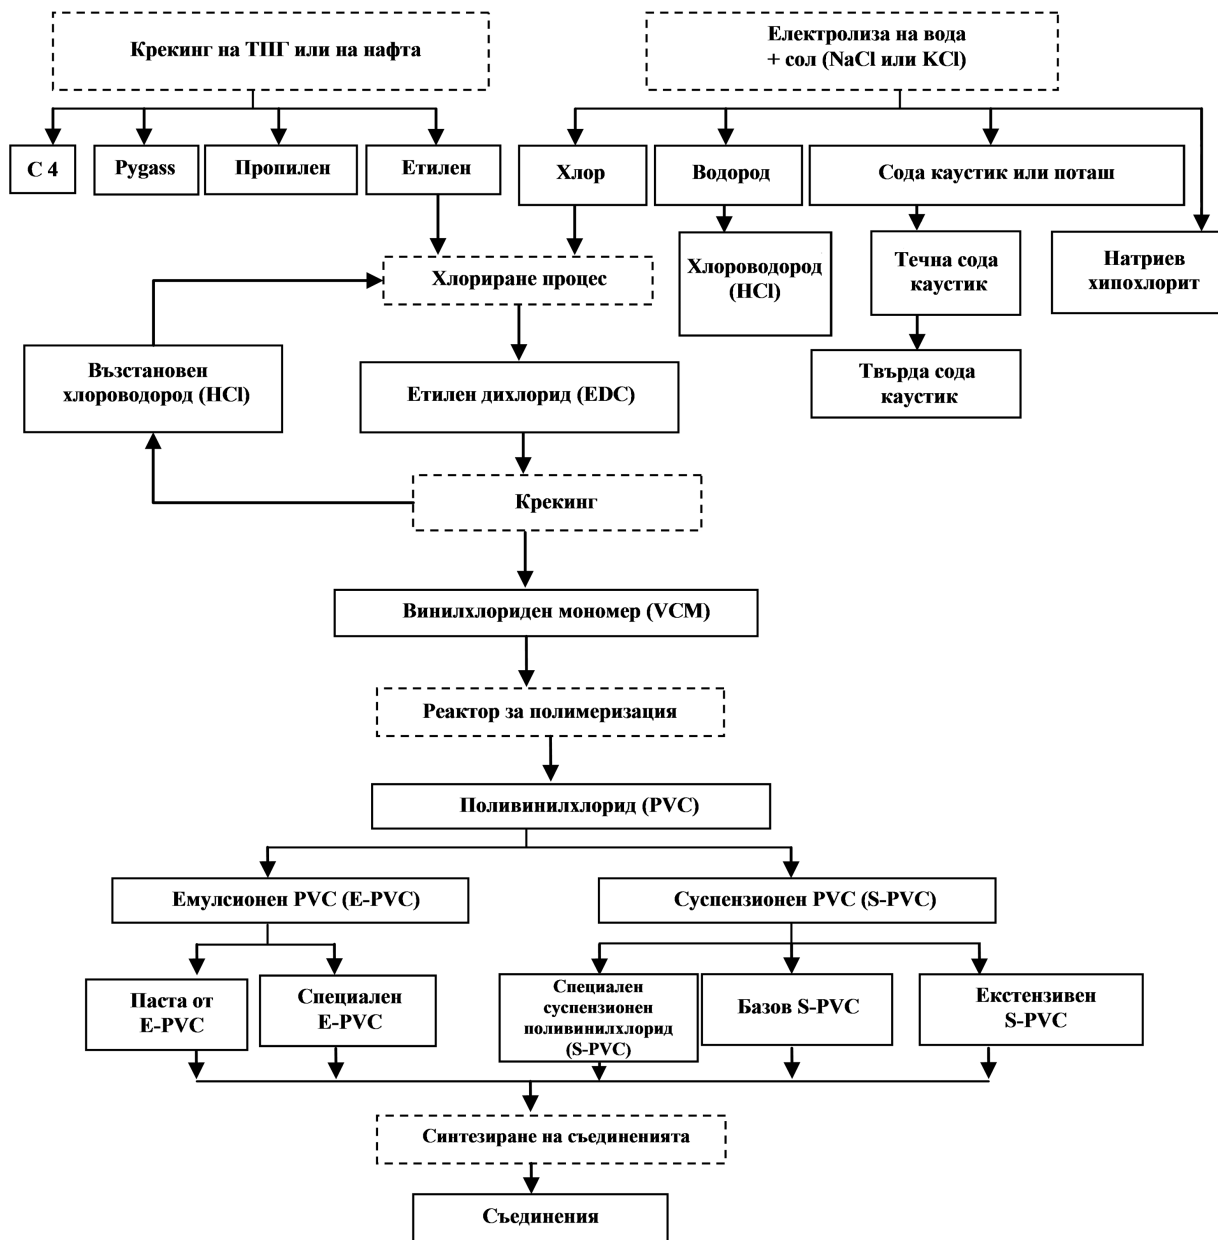 Крекинг на ТПГ или на нафта
Електролиза на вода
+ сол (NaCl или KCl)
С 4
Pygass
Пропилен
Етилен
Хлор
Водород
Сода каустик или поташ
Хлороводород
(HCl)
Течна сода
каустик
Натриев
хипохлорит
Хлориране процес
Възстановен
хлороводород (HCl)
Етилен дихлорид (EDC)
Твърда сода
каустик
Крекинг
Винилхлориден мономер (VCM)
Реактор за полимеризация
Поливинилхлорид (PVC)
Емулсионен PVC (E-PVC)
Суспензионен PVC (S-PVC)
Паста от
E-PVC
Специален
E-PVC
Специален
суспензионен
поливинилхлорид
(S-PVC)
Базов S-PVC
Екстензивен
S-PVC
Синтезиране на съединенията
Съединения